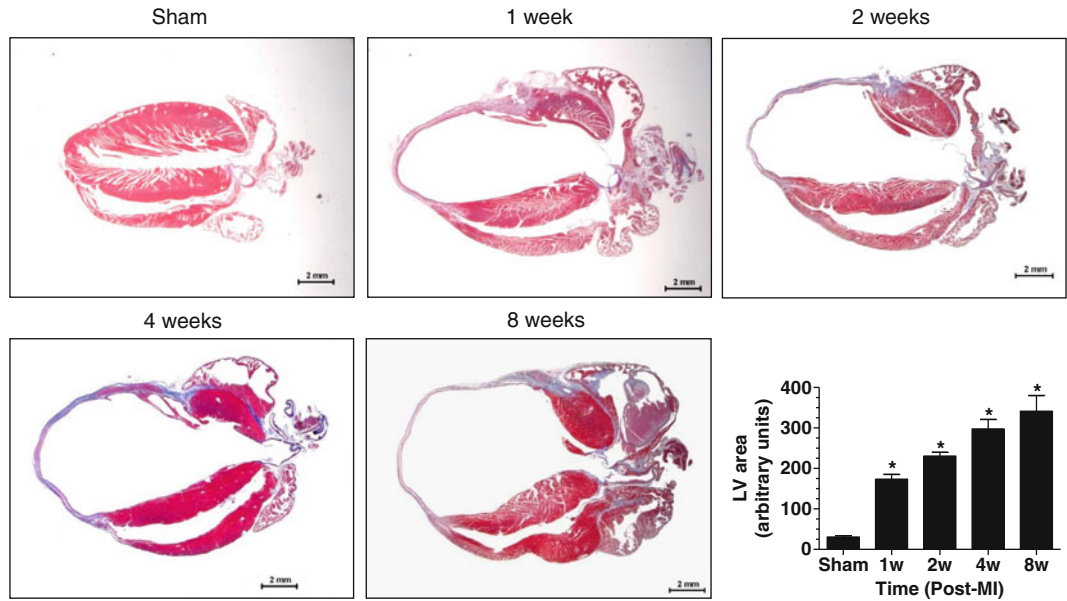 Sham
1 week
2 weeks
2 mm
2 mm
2 mm
4 weeks
8 weeks
2 mm
2 mm
LV area
(arbitrary units)
400
300
200
100
0
*
*
*
*
Sham 1w 2w 4w 8w
Time (Post-MI)